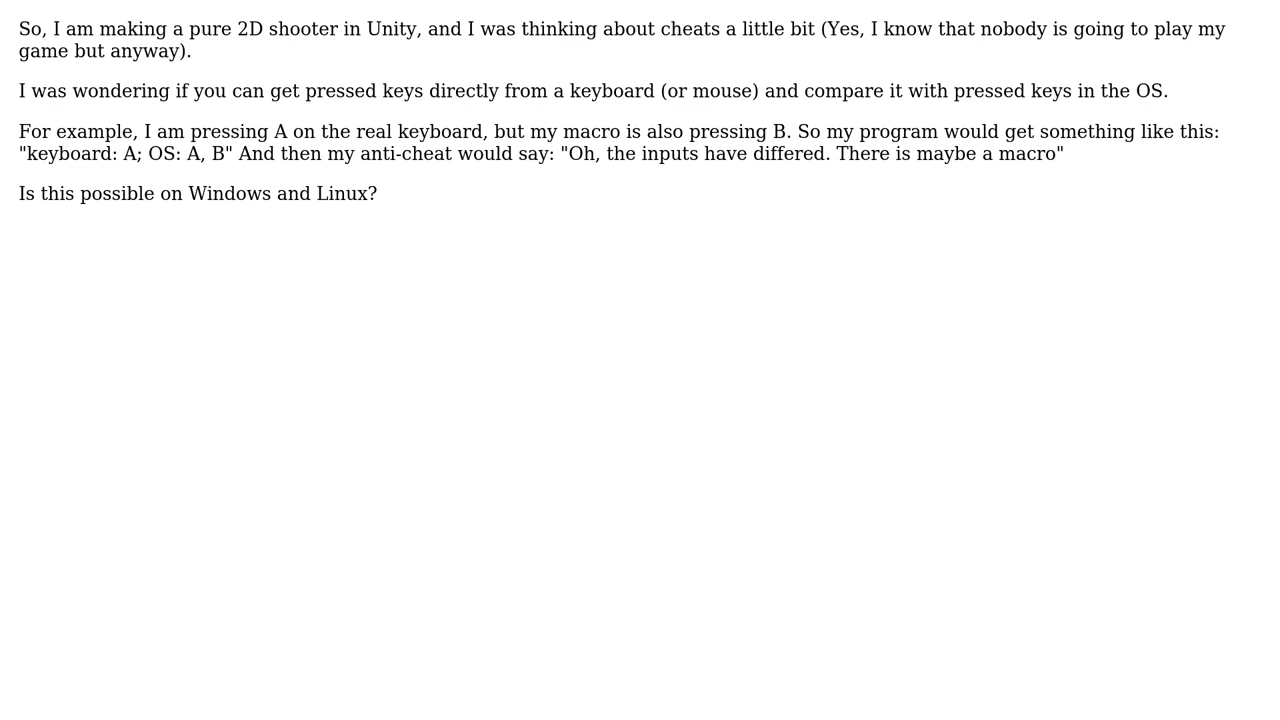 So, I am making a pure 2D shooter in Unity, and I was thinking about cheats a little bit (Yes, I know that nobody is going to play my
game but anyway).
I was wondering if you can get pressed keys directly from a keyboard (or mouse) and compare it with pressed keys in the OS.
For example, I am pressing A on the real keyboard, but my macro is also pressing B. So my program would get something like this:
"keyboard: A; OS: A, B" And then my anti-cheat would say: "Oh, the inputs have differed. There is maybe a macro"
Is this possible on Windows and Linux?